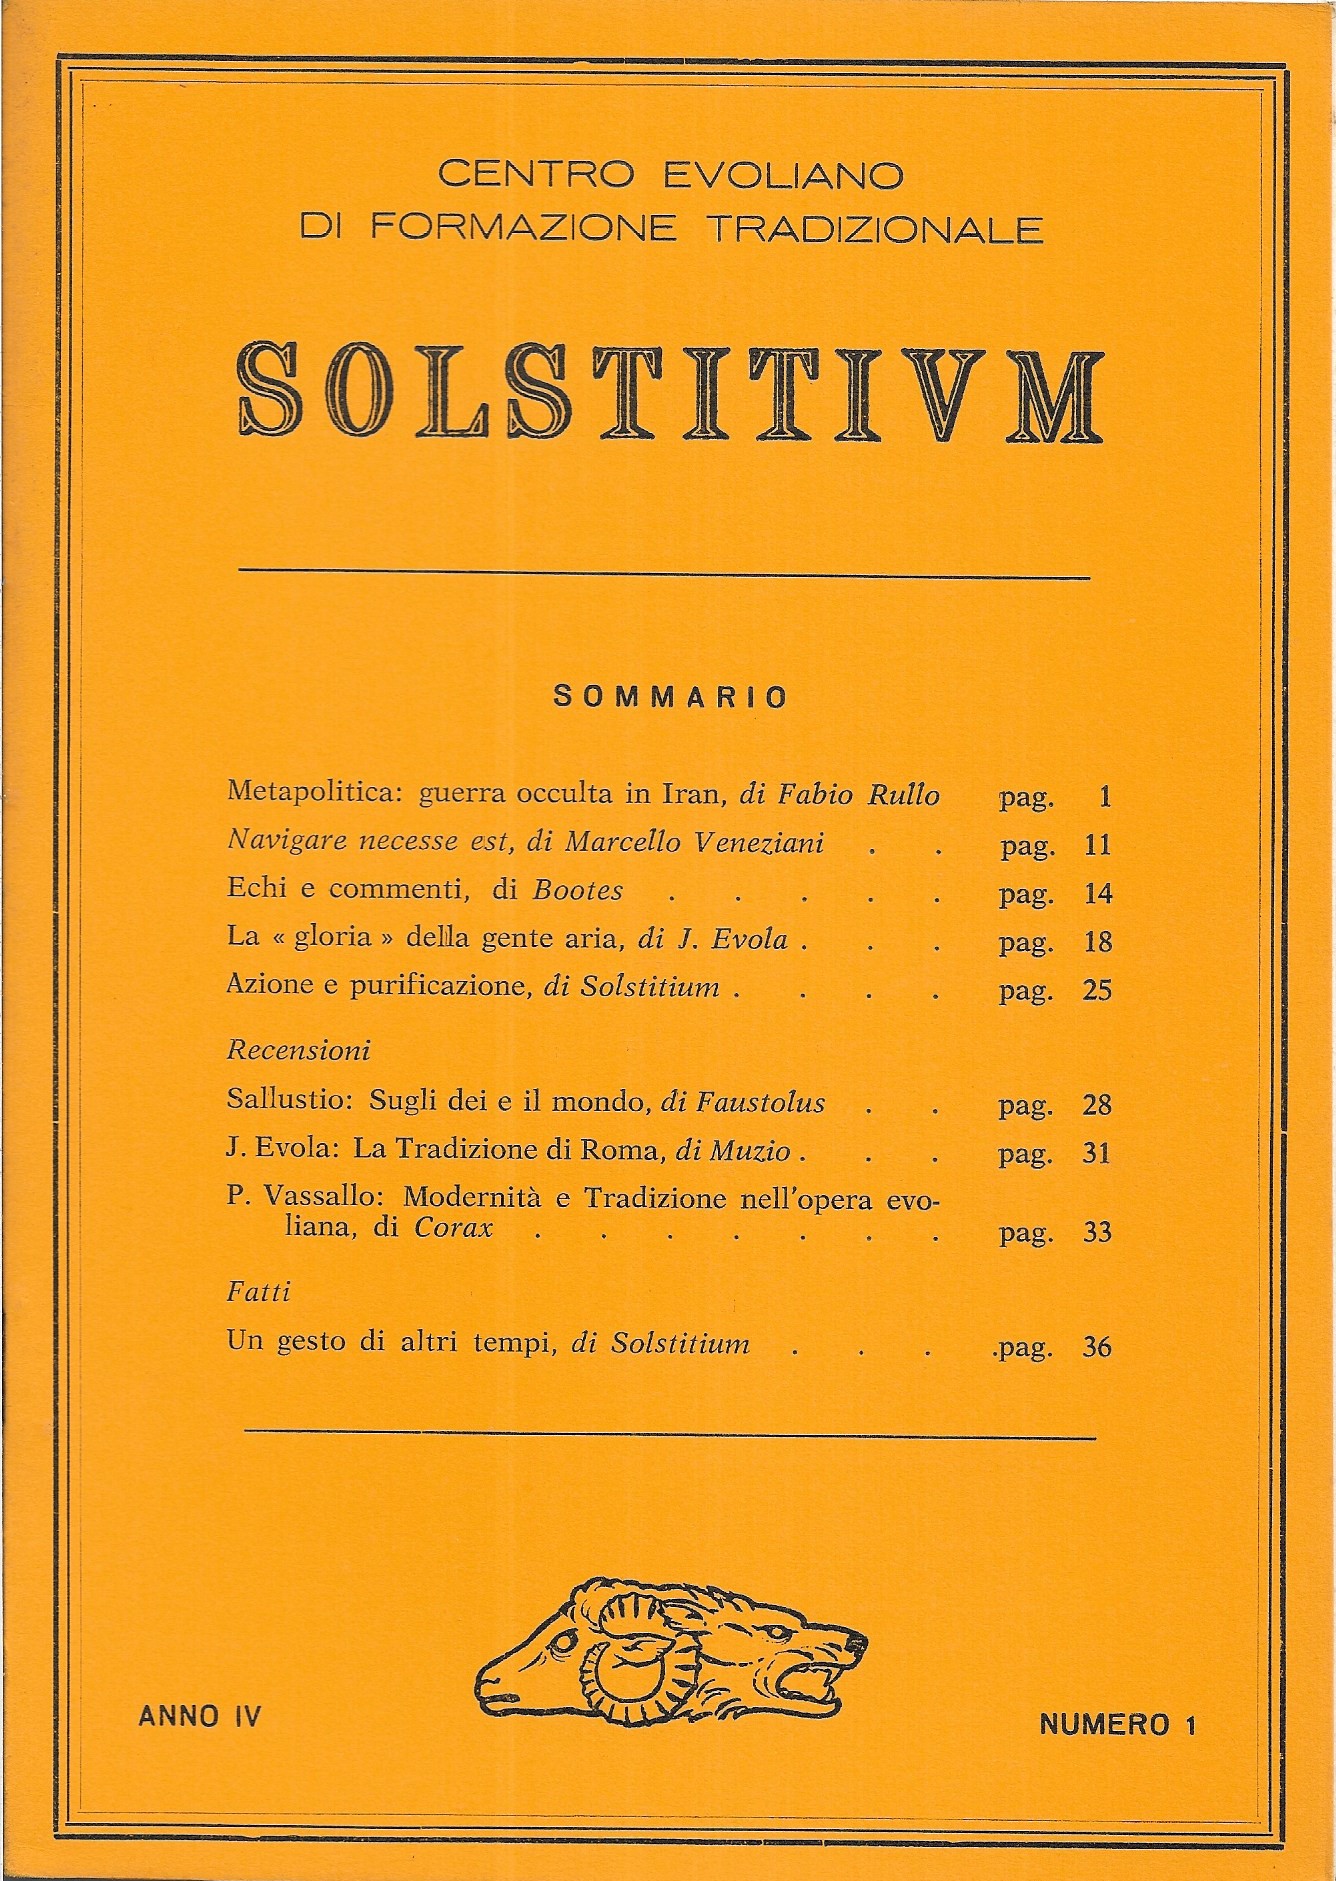 CENTRO EVOLIANO
DI FORMAZIONE TRADIZIONALE
SOLSTITIVM
SOMMARIO
Metapolitica: guerra occulta in Iran, di Fabio Rullo pag. 1
Navigare necesse est, di Marcello Veneziani . . pag. 11
Echi e commenti, di Bootes . . . . . pag. 14
La « gloria » della gente aria, di J. Evola . . . pag. 18
Azione e purificazione, di Solstitium . . . . pag. 25
Recensioni
Sallustio: Sugli dei e il mondo, di Faustolus . . pag. 28
J. Evola: La Tradizione di Roma, di Muzio . . . pag. 31
P. Vassallo: Modernità e Tradizione nell'opera evo-
liana, di Corax . . . . . . . pag. 33
Fatti
Un gesto di altri tempi, di Solstitium . . . .pag. 36
ANNO IV
NUMERO 1